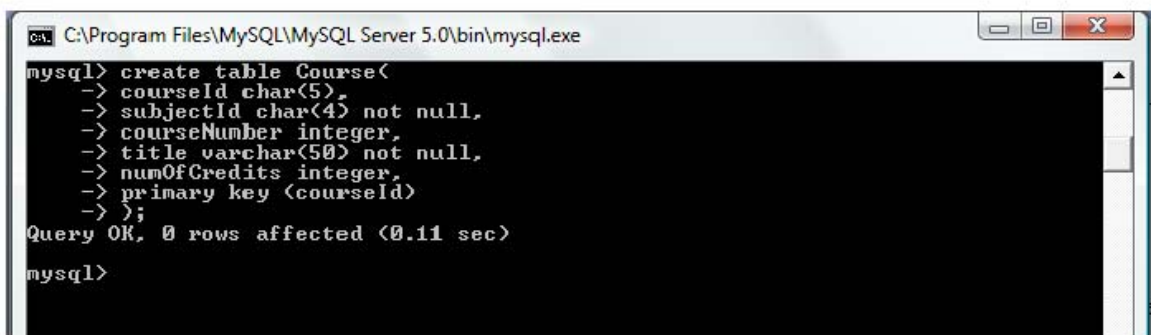 C:\Program Files\MySQL\MySQL Server 5.0\bin\mysql.exe
mysql> create table Course(
-> courseId char(5),
-> subjectId char(4) not null,
-> courseNumber integer,
-> title varchar(50) not null,
-> numOfCredits integer,
-> primary key (courseId)
-> );
Query OK, 0 rows affected (0.11 sec)
mysql>